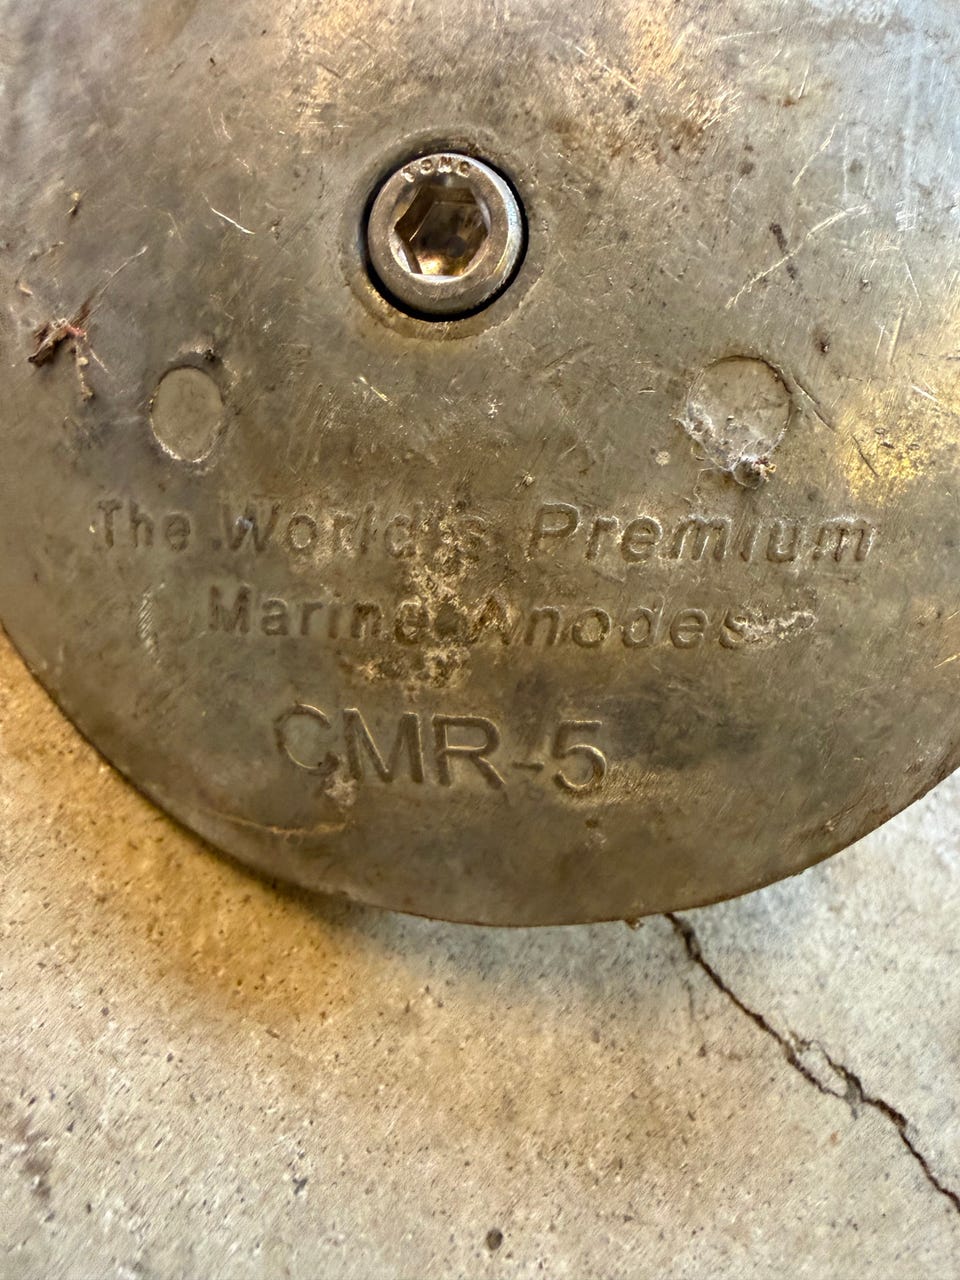 The World's Premium
Marine Anodes
CMR-5